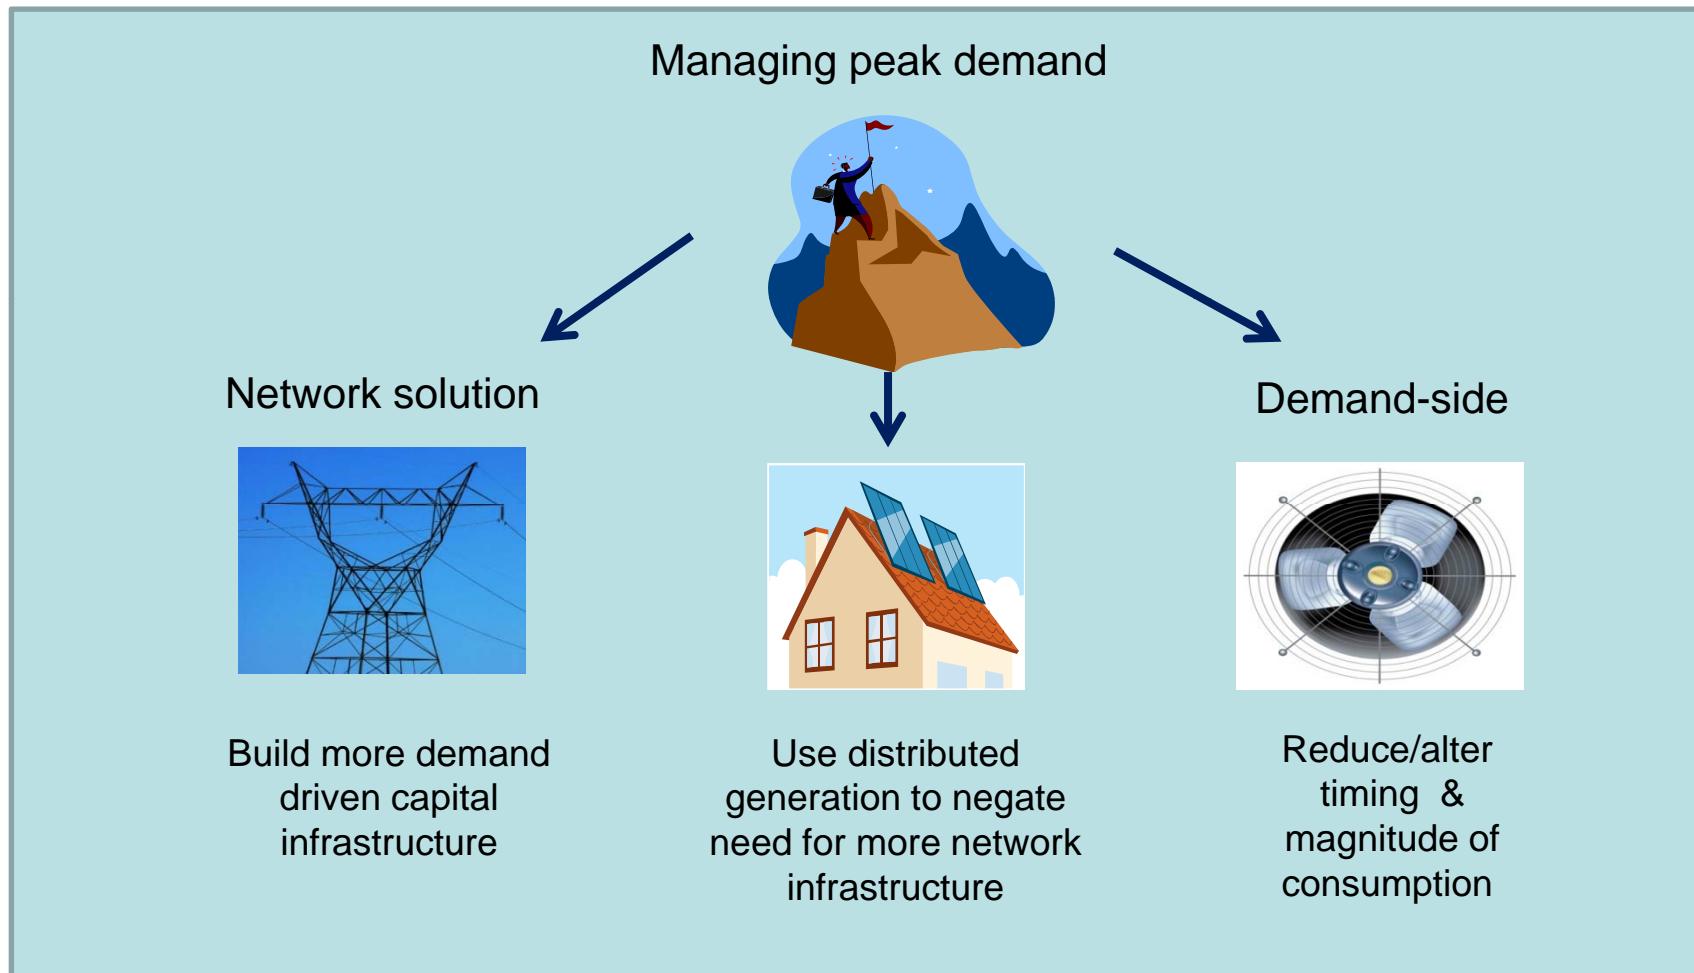 Managing peak demand
Network solution
Demand-side
Build more demand
driven capital
infrastructure
Use distributed
generation to negate
need for more network
infrastructure
Reduce/alter
timing  &
magnitude of
consumption